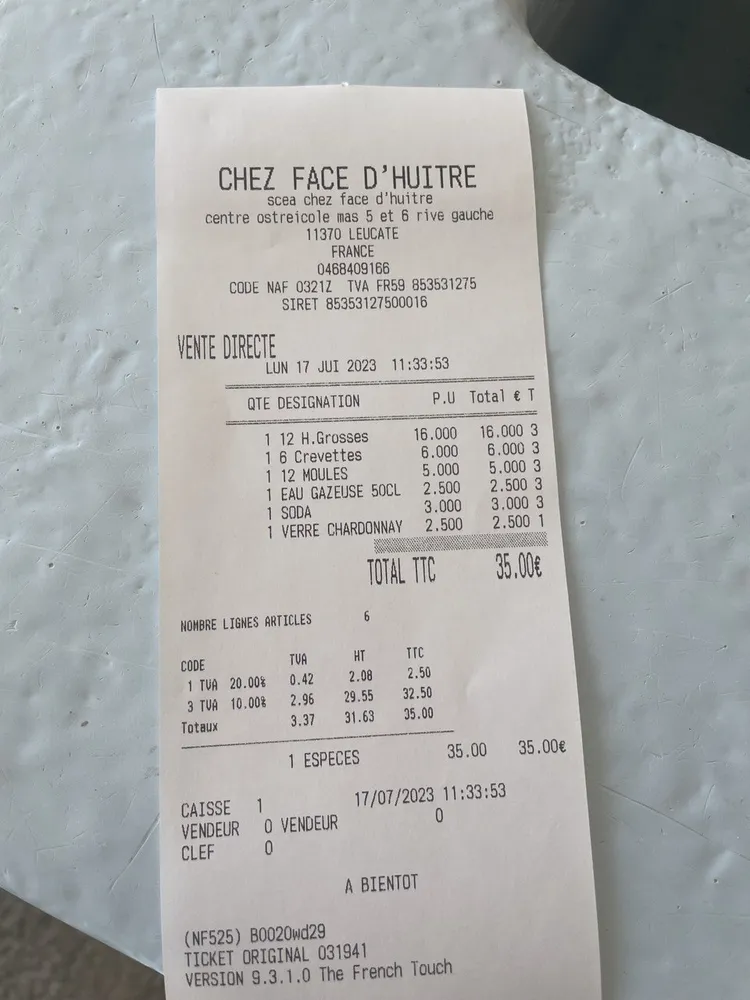 CHEZ FACE D'HUITRE
scea chez face d'huitre
centre ostreicole mas 5 et 6 rive gauche
11370 LEUCATE
FRANCE
0468409166
CODE NAF 0321Z TVA FR59 853531275
SIRET 85353127500016
VENTE DIRECTE
LUN 17 JUI 2023 11:33:53
QTE DESIGNATION P.U Total € T
1 12 H.Grosses 16.000 16.000 3
1 6 Crevettes 6.000 6.000 3
1 12 MOULES 5.000 5.000 3
1 EAU GAZEUSE 50CL 2.500 2.500 3
1 SODA 3.000 3.000 3
1 VERRE CHARDONNAY 2.500 2.500 1
TOTAL TTC 35.00€
NOMBRE LIGNES ARTICLES 6
CODE TVA HT TTC
1 TVA 20.00% 0.42 2.08 2.50
3 TVA 10.00% 2.96 29.55 32.50
Totaux 3.37 31.63 35.00
1 ESPECES 35.00 35.00€
CAISSE 1 17/07/2023 11:33:53
VENDEUR 0 VENDEUR 0
CLEF 0
A BIENTOT
(NF525) B0020wd29
TICKET ORIGINAL 031941
VERSION 9.3.1.0 The French Touch